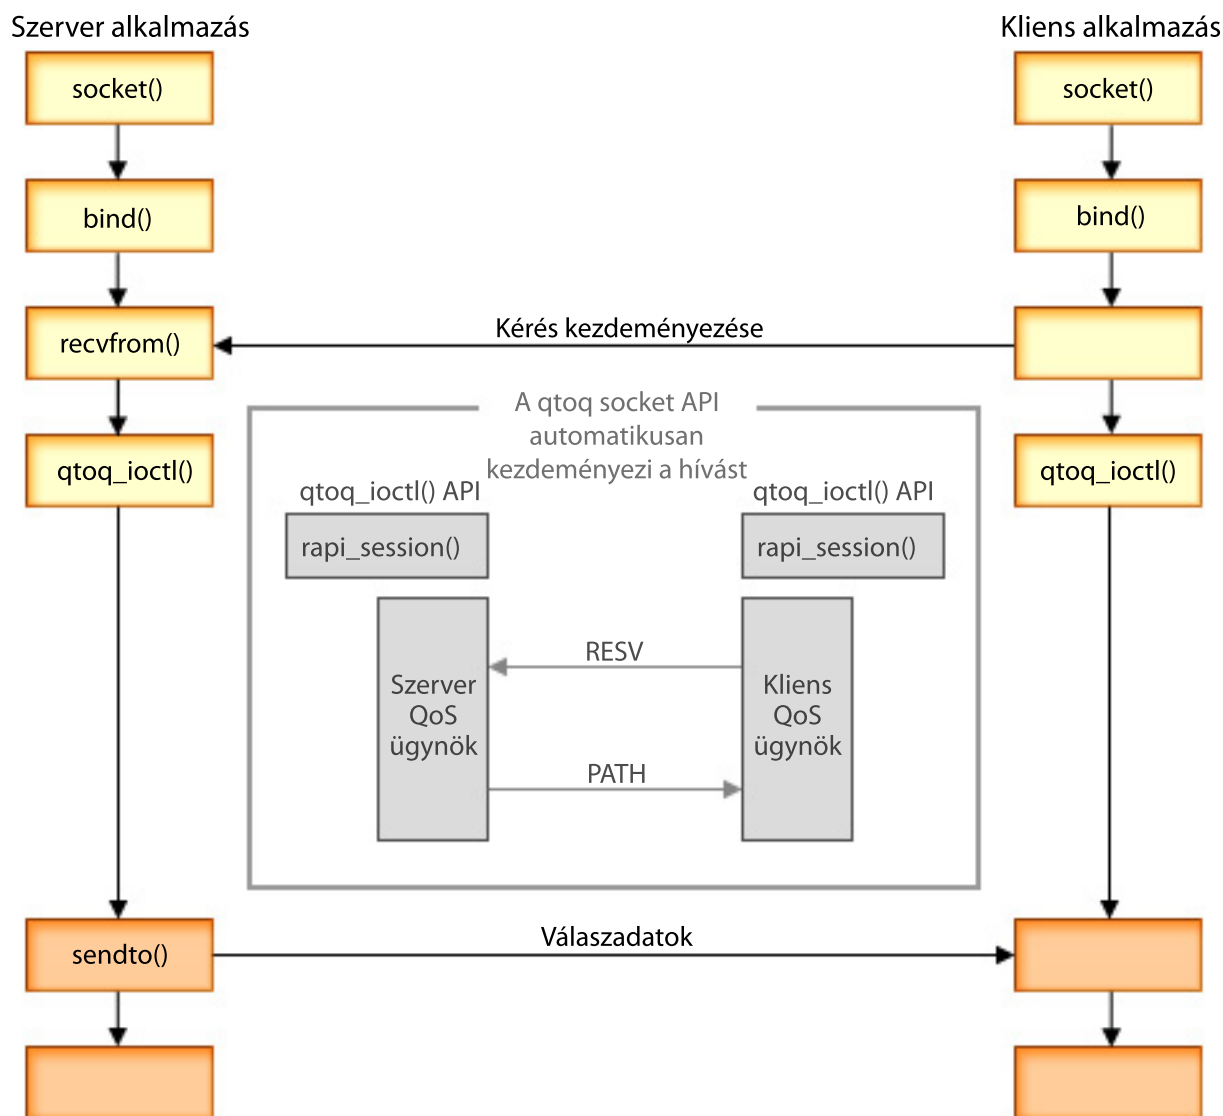 Szerver alkalmazás
Kliens alkalmazás
socket()
socket()
bind()
bind()
recvfrom()
Kérés kezdeményezése
qtoq_ioctl()
A qtoq socket API
automatikusan
kezdeményezi a hívást
qtoq_ioctl()
qtoq_ioctl() API
qtoq_ioctl() API
rapi_session()
rapi_session()
RESV
Szerver
QoS
ügynök
Kliens
QoS
ügynök
PATH
sendto()
Válaszadatok